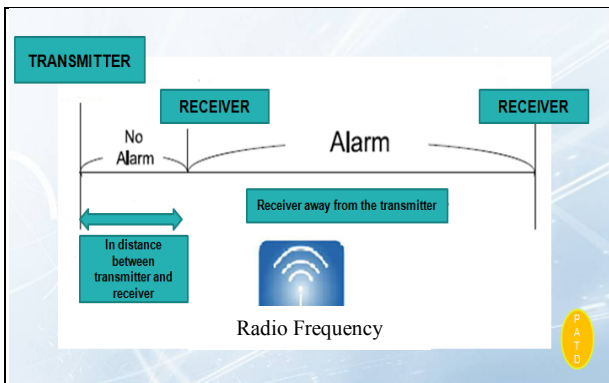 TRANSMITTER
RECEIVER
RECEIVER
No
Alarm
Alarm
Receiver away from the transmitter
In distance
between
transmitter and
receiver
Radio Frequency
P
A
T
D